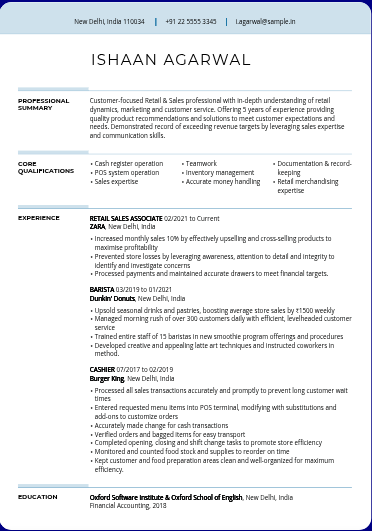 New Delhi, India 110034 | +91 22 5555 3345 | i.agarwal@sample.in
ISHAAN AGARWAL
PROFESSIONAL SUMMARY
Customer-focused Retail & Sales professional with in-depth understanding of retail
dynamics, marketing and customer service. Offering 5 years of experience providing
quality product recommendations and solutions to meet customer expectations and
needs. Demonstrated record of exceeding revenue targets by leveraging sales expertise
and communication skills.
CORE QUALIFICATIONS
• Cash register operation
• POS system operation
• Sales expertise
• Teamwork
• Inventory management
• Accurate money handling
• Documentation & record-
keeping
• Retail merchandising
expertise
EXPERIENCE
RETAIL SALES ASSOCIATE 02/2021 to Current
ZARA, New Delhi, India
• Increased monthly sales 10% by effectively upselling and cross-selling products to
maximise profitability
• Prevented store losses by leveraging awareness, attention to detail and integrity to
identify and investigate concerns
• Processed payments and maintained accurate drawers to meet financial targets.
BARISTA 03/2019 to 01/2021
Dunkin' Donuts, New Delhi, India
• Upsold seasonal drinks and pastries, boosting average store sales by ₹1500 weekly
• Managed morning rush of over 300 customers daily with efficient, levelheaded customer
service
• Trained entire staff of 15 baristas in new smoothie program offerings and procedures
• Developed creative and appealing latte art techniques and instructed coworkers in
method.
CASHIER 07/2017 to 02/2019
Burger King, New Delhi, India
• Processed all sales transactions accurately and promptly to prevent long customer wait
times
• Entered requested menu items into POS terminal, modifying with substitutions and
add-ons to customize orders
• Accurately made change for cash transactions
• Verified orders and bagged items for easy transport
• Completed opening, closing and shift change tasks to promote store efficiency
• Monitored and counted food stock and supplies to reorder on time
• Kept customer and food preparation areas clean and well-organized for maximum
efficiency.
EDUCATION
Oxford Software Institute & Oxford School of English, New Delhi, India
Financial Accounting, 2018